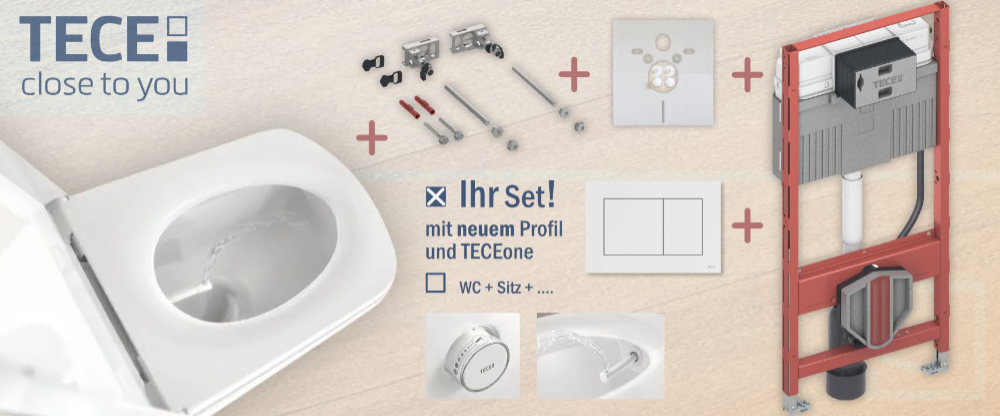 TECE
close to you
TECE
Ihr Set!
mit neuem Profil
und TECEone
WC + Sitz + ....
TECE